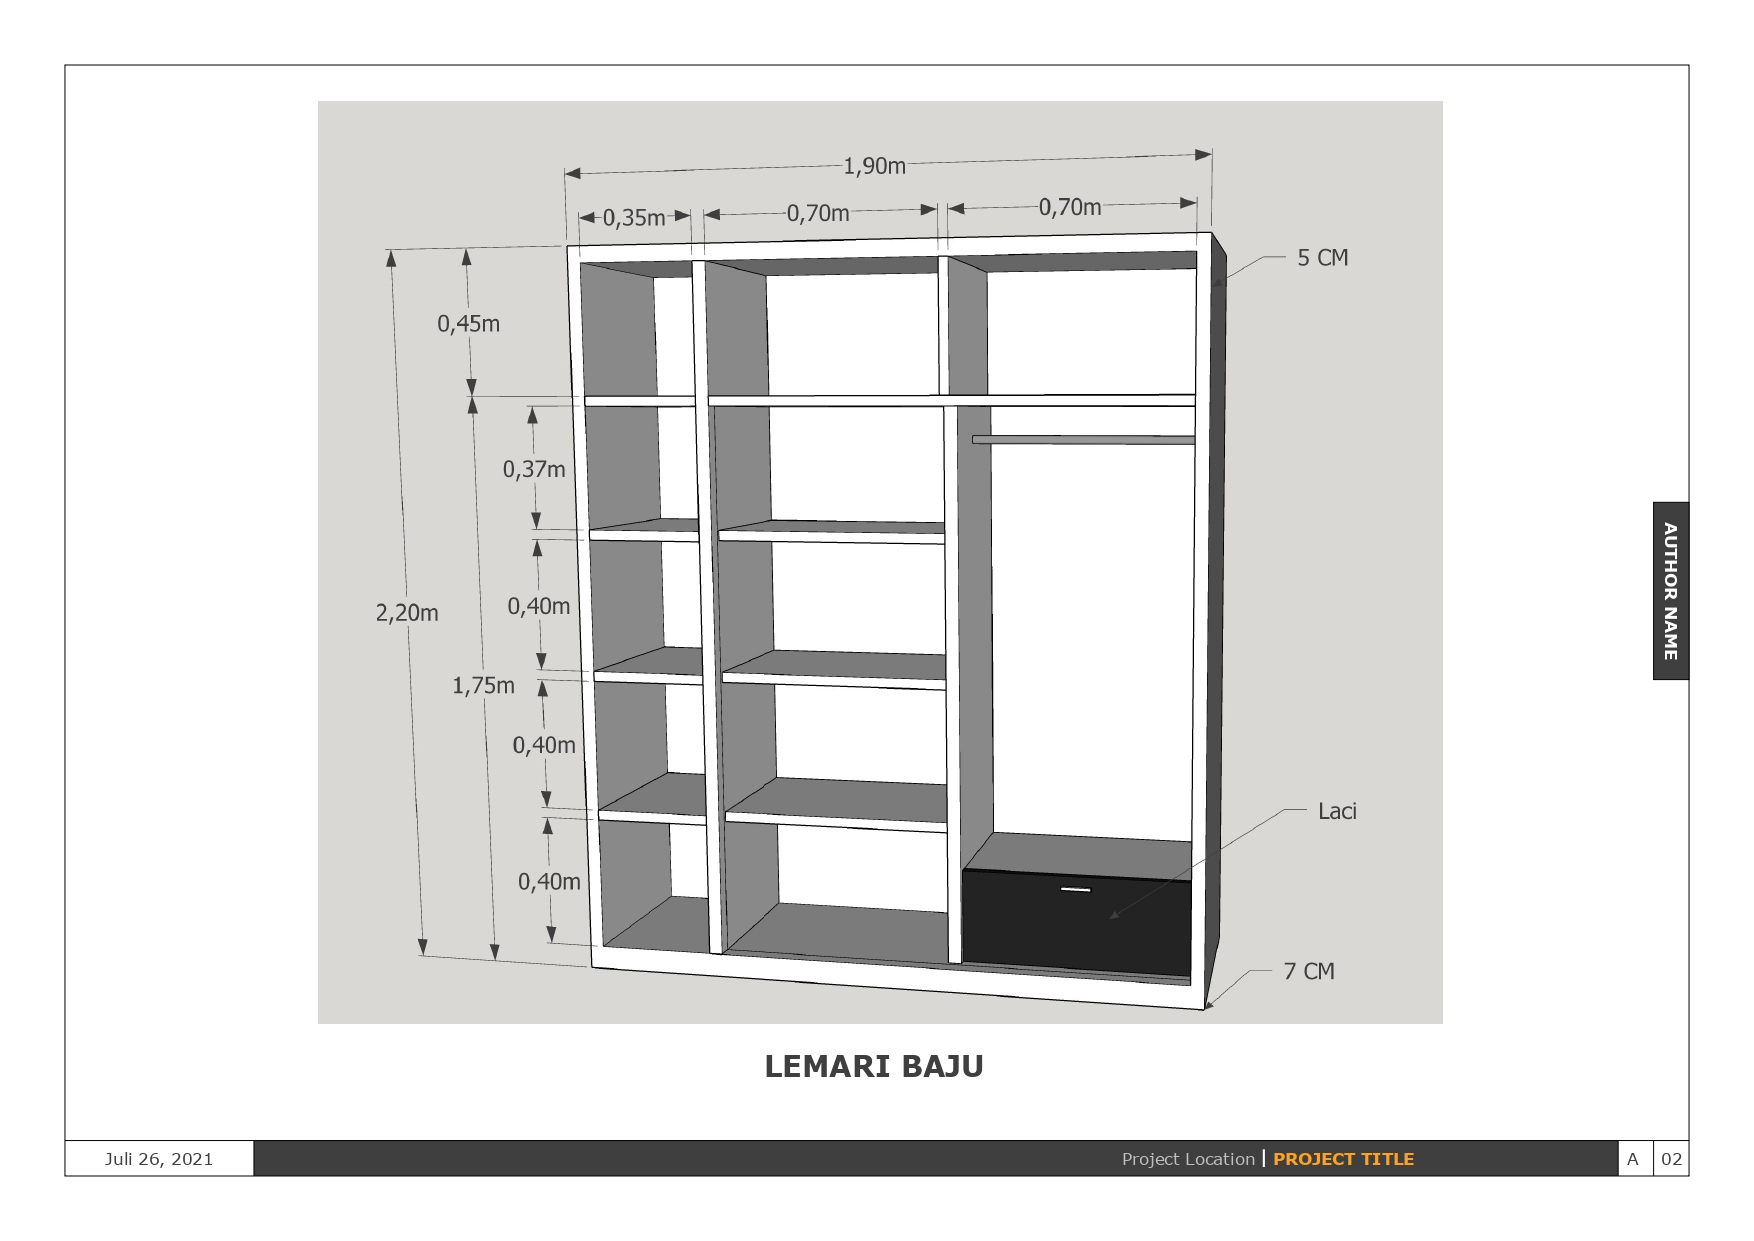 1,90m
0,35m
0,70m
0,70m
5 CM
0,45m
0,37m
2,20m
0,40m
1,75m
0,40m
Laci
0,40m
7 CM
AUTHOR NAME
LEMARI BAJU
Juli 26, 2021
Project Location | PROJECT TITLE
A
02